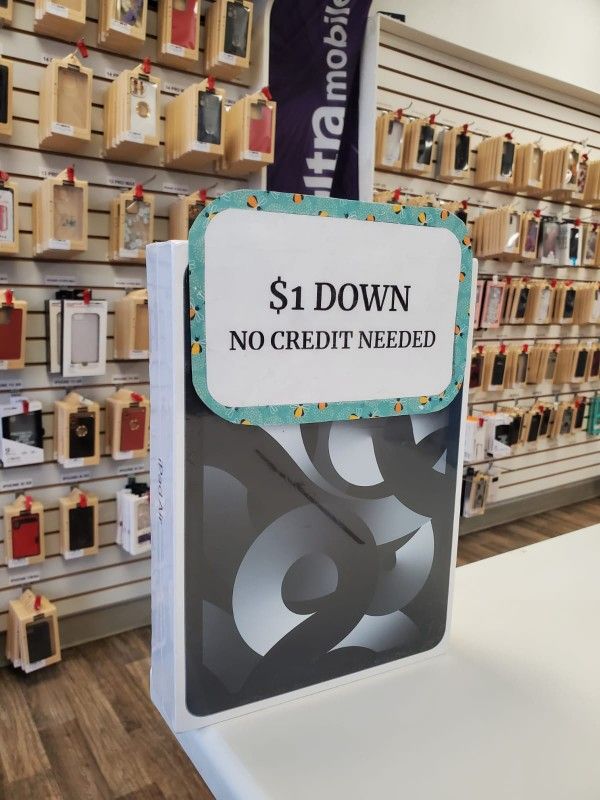 ultra mobile
$1 DOWN
NO CREDIT NEEDED
iPad Air